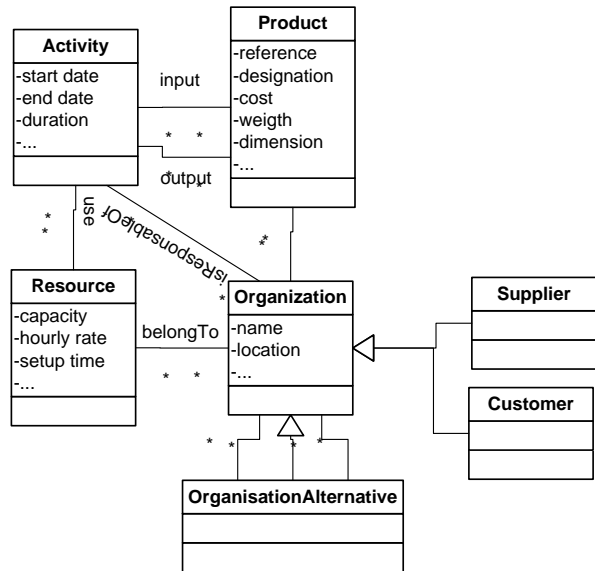 Activity
-start date
-end date
-duration
-...
Product
-reference
-designation
-cost
-weigth
-dimension
-...
input
* *
* *
output
*
*
use
isResponsableOf
*
*
*
*
Resource
-capacity
-hourly rate
-setup time
-...
belongTo
* *
Organization
-name
-location
-...
Supplier
Customer
* * * *
OrganisationAlternative